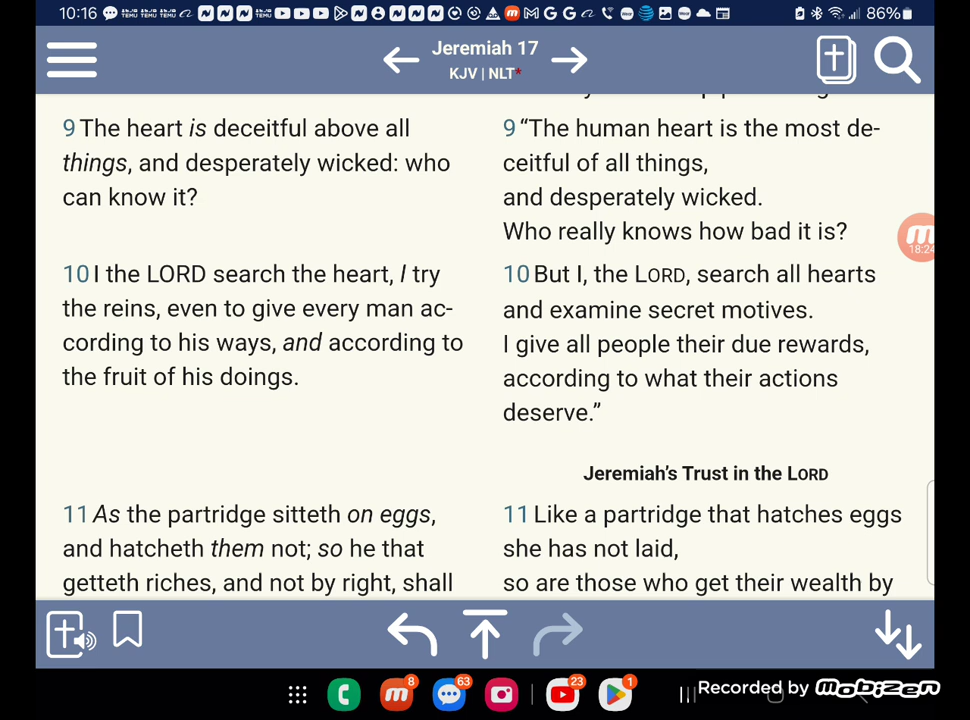 10:16 86%
Jeremiah 17
KJV | NLT*
9 The heart is deceitful above all
things, and desperately wicked: who
can know it?
10 I the LORD search the heart, I try
the reins, even to give every man ac-
cording to his ways, and according to
the fruit of his doings.
11 As the partridge sitteth on eggs,
and hatcheth them not; so he that
getteth riches, and not by right, shall
9 “The human heart is the most de-
ceitful of all things,
and desperately wicked.
Who really knows how bad it is?
10 But I, the LORD, search all hearts
and examine secret motives.
I give all people their due rewards,
according to what their actions
deserve.”
Jeremiah’s Trust in the LORD
11 Like a partridge that hatches eggs
she has not laid,
so are those who get their wealth by
18:24
8
63
23
1
Recorded by mobizen